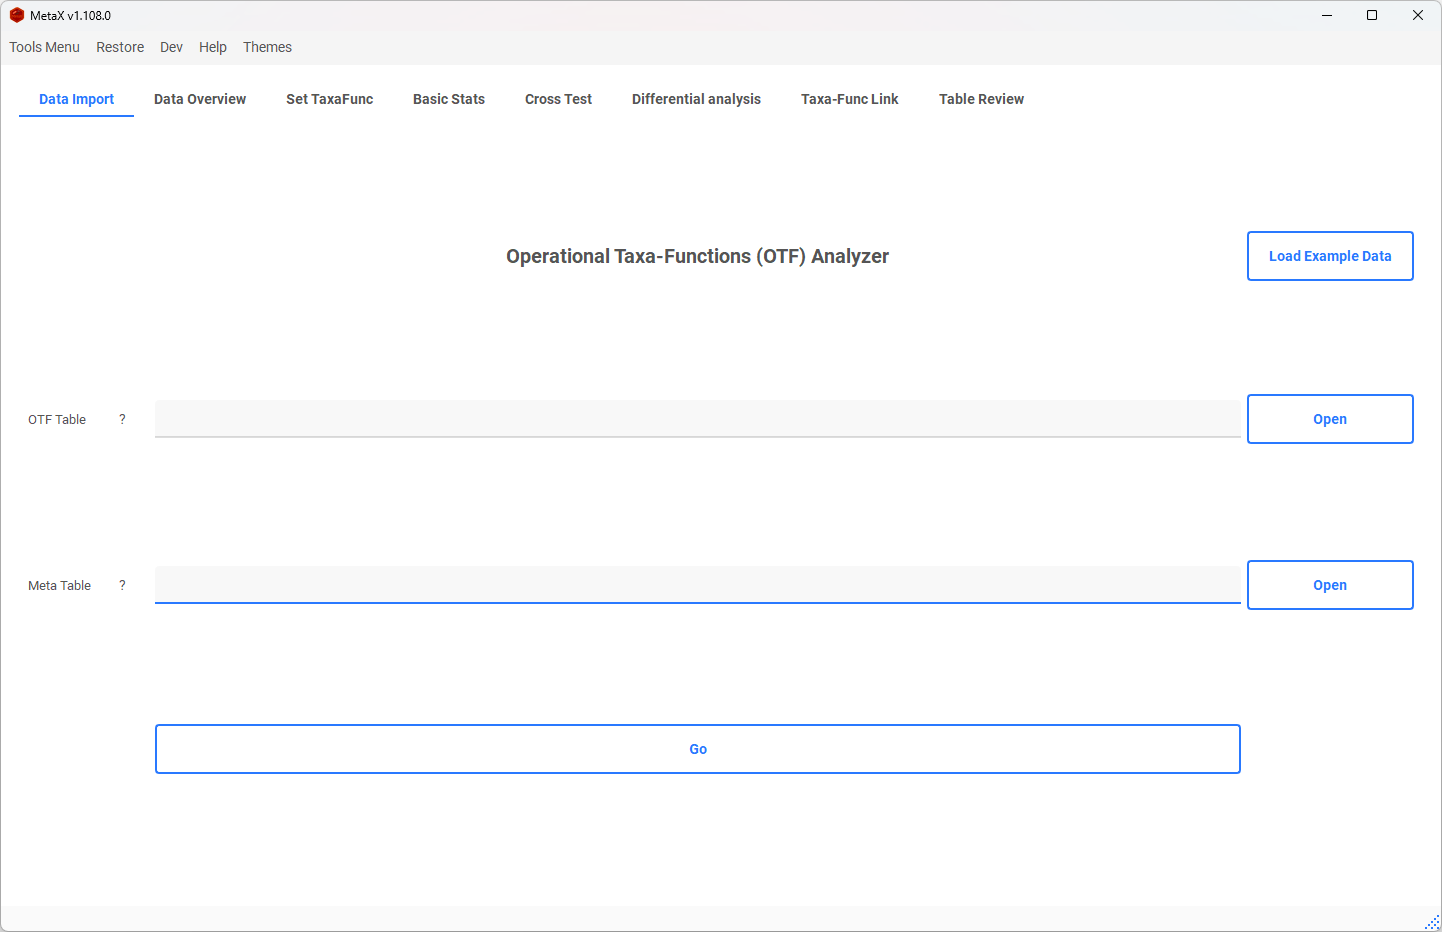 MetaX v1.108.0
Tools Menu Restore Dev Help Themes
Data Import Data Overview Set TaxaFunc Basic Stats Cross Test Differential analysis Taxa-Func Link Table Review
Operational Taxa-Functions (OTF) Analyzer Load Example Data
OTF Table ? Open
Meta Table ? Open
Go